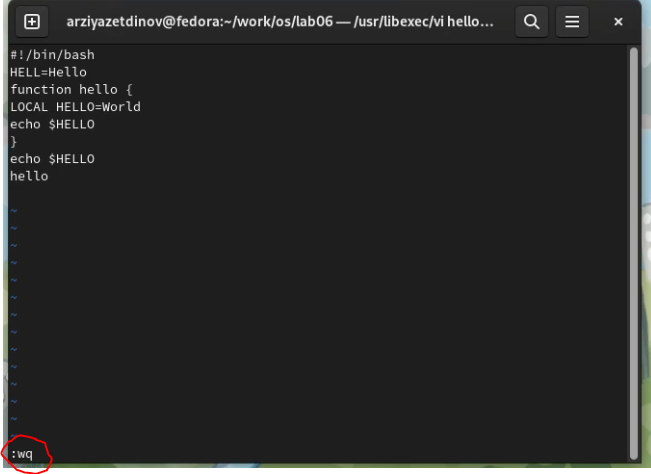 arziyazetdinov@fedora:~/work/os/lab06 — /usr/libexec/vi hello...
#!/bin/bash
HELL=Hello
function hello {
LOCAL HELLO=World
echo $HELLO
}
echo $HELLO
hello
~
~
~
~
~
~
~
~
~
~
~
~
~
~
:wq